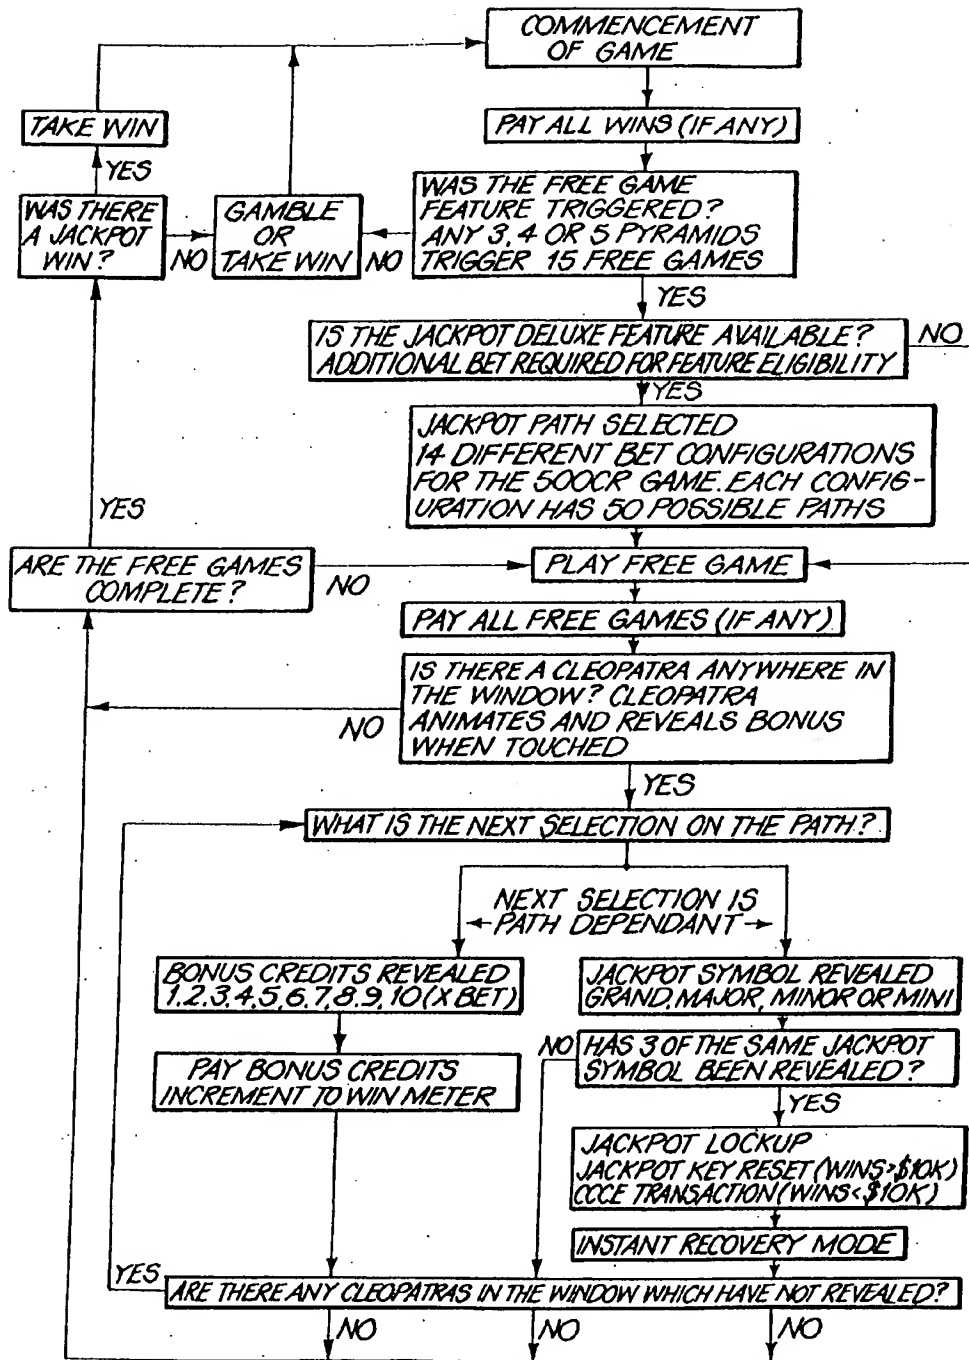 COMMENCEMENT
OF GAME
TAKE WIN
PAY ALL WINS (IF ANY)
YES
WAS THERE
A JACKPOT
WIN?
NO
GAMBLE
OR
TAKE WIN
NO
WAS THE FREE GAME
FEATURE TRIGGERED?
ANY 3, 4 OR 5 PYRAMIDS
TRIGGER 15 FREE GAMES
YES
IS THE JACKPOT DELUXE FEATURE AVAILABLE?
ADDITIONAL BET REQUIRED FOR FEATURE ELIGIBILITY
NO
YES
JACKPOT PATH SELECTED
14 DIFFERENT BET CONFIGURATIONS
FOR THE 500CR GAME. EACH CONFIG-
URATION HAS 50 POSSIBLE PATHS
YES
ARE THE FREE GAMES
COMPLETE?
NO
PLAY FREE GAME
PAY ALL FREE GAMES (IF ANY)
IS THERE A CLEOPATRA ANYWHERE IN
THE WINDOW? CLEOPATRA
ANIMATES AND REVEALS BONUS
WHEN TOUCHED
NO
YES
WHAT IS THE NEXT SELECTION ON THE PATH?
NEXT SELECTION IS
PATH DEPENDANT
BONUS CREDITS REVEALED
1,2,3,4,5,6,7,8,9,10 (X BET)
JACKPOT SYMBOL REVEALED
GRAND, MAJOR, MINOR OR MINI
PAY BONUS CREDITS
INCREMENT TO WIN METER
NO
HAS 3 OF THE SAME JACKPOT
SYMBOL BEEN REVEALED?
YES
JACKPOT LOCKUP
JACKPOT KEY RESET (WINS>$10K)
CCCE TRANSACTION (WINS<$10K)
INSTANT RECOVERY MODE
YES
ARE THERE ANY CLEOPATRAS IN THE WINDOW WHICH HAVE NOT REVEALED?
NO
NO
NO